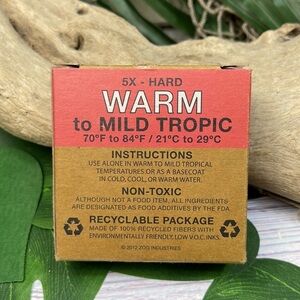 5X - HARD
WARM
to MILD TROPIC
70°F to 84°F / 21°C to 29°C
INSTRUCTIONS
USE ALONE IN WARM TO MILD TROPICAL
TEMPERATURES OR AS A BASECOAT
IN COLD, COOL, OR WARM WATER.
NON-TOXIC
ALTHOUGH NOT A FOOD ITEM, ALL INGREDIENTS
ARE DESIGNATED AS FOOD ADDITIVES BY THE FDA.
RECYCLABLE PACKAGE
MADE OF 100% RECYCLED FIBERS WITH
ENVIRONMENTALLY FRIENDLY, LOW V.O.C. INKS.
© 2012 ZOG INDUSTRIES